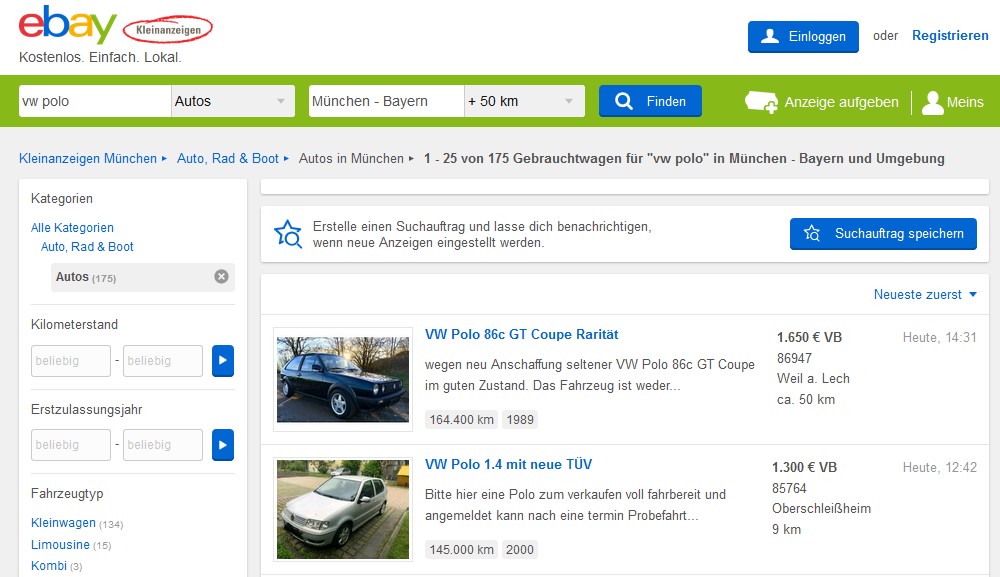 ebay Kleinanzeigen
Kostenlos. Einfach. Lokal.
Einloggen oder Registrieren
vw polo Autos München - Bayern + 50 km Finden Anzeige aufgeben Meins
Kleinanzeigen München ▸ Auto, Rad & Boot ▸ Autos in München ▸ 1 - 25 von 175 Gebrauchtwagen für "vw polo" in München - Bayern und Umgebung
Kategorien
Alle Kategorien
Auto, Rad & Boot
Autos (175)
Kilometerstand
beliebig - beliebig
Erstzulassungsjahr
beliebig - beliebig
Fahrzeugtyp
Kleinwagen (134)
Limousine (15)
Kombi (3)
Erstelle einen Suchauftrag und lasse dich benachrichtigen,
wenn neue Anzeigen eingestellt werden.
Suchauftrag speichern
Neueste zuerst
VW Polo 86c GT Coupe Rarität
wegen neu Anschaffung seltener VW Polo 86c GT Coupe
im guten Zustand. Das Fahrzeug ist weder...
164.400 km 1989
1.650 € VB
86947
Weil a. Lech
ca. 50 km
Heute, 14:31
VW Polo 1.4 mit neue TÜV
Bitte hier eine Polo zum verkaufen voll fahrbereit und
angemeldet kann nach eine termin Probefahrt...
145.000 km 2000
1.300 € VB
85764
Oberschleißheim
9 km
Heute, 12:42